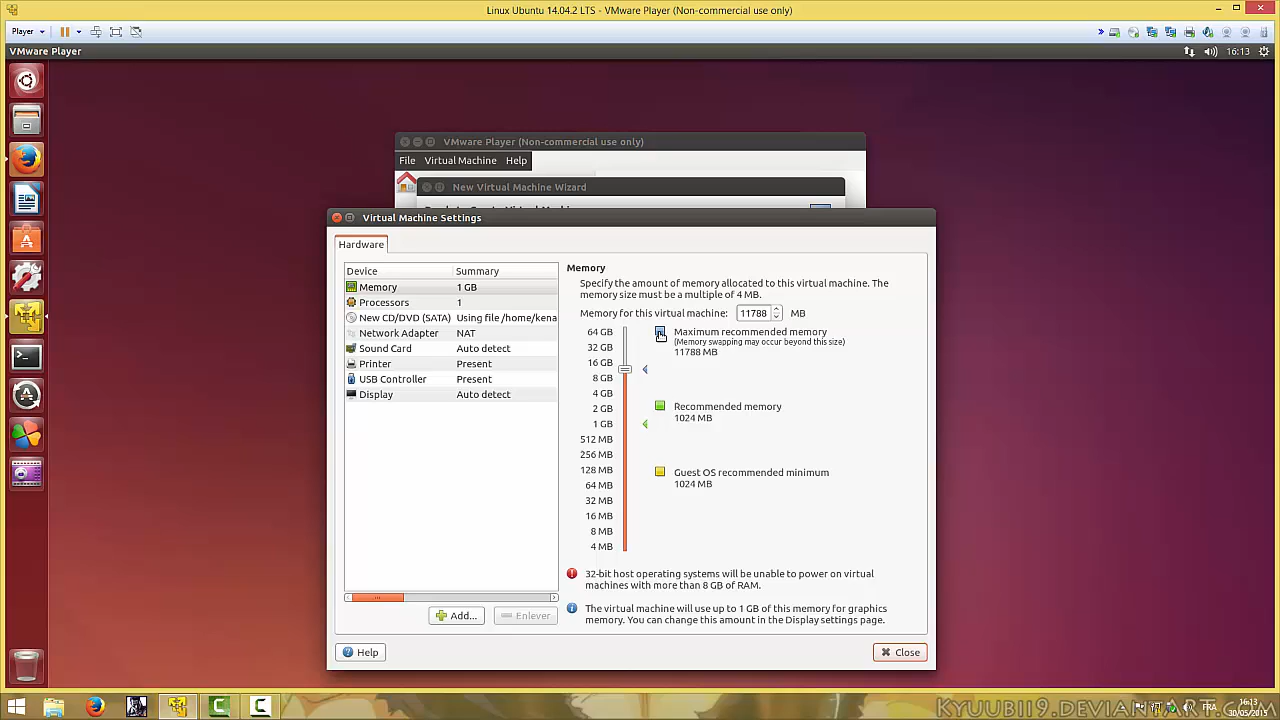 Linux Ubuntu 14.04.2 LTS - VMware Player (Non-commercial use only)
Player
VMware Player
16:13
VMware Player (Non-commercial use only)
File Virtual Machine Help
New Virtual Machine Wizard
Virtual Machine Settings
Hardware
Device Summary
Memory 1 GB
Processors 1
New CD/DVD (SATA) Using file /home/kena
Network Adapter NAT
Sound Card Auto detect
Printer Present
USB Controller Present
Display Auto detect
Add...
Enlever
Memory
Specify the amount of memory allocated to this virtual machine. The
memory size must be a multiple of 4 MB.
Memory for this virtual machine: 11788 MB
64 GB
32 GB
16 GB
8 GB
4 GB
2 GB
1 GB
512 MB
256 MB
128 MB
64 MB
32 MB
16 MB
8 MB
4 MB
Maximum recommended memory
(Memory swapping may occur beyond this size)
11788 MB
Recommended memory
1024 MB
Guest OS recommended minimum
1024 MB
32-bit host operating systems will be unable to power on virtual
machines with more than 8 GB of RAM.
The virtual machine will use up to 1 GB of this memory for graphics
memory. You can change this amount in the Display settings page.
Help
Close
KYUUBII9.DEVIANTART.COM
FRA
16:13
30/05/2015